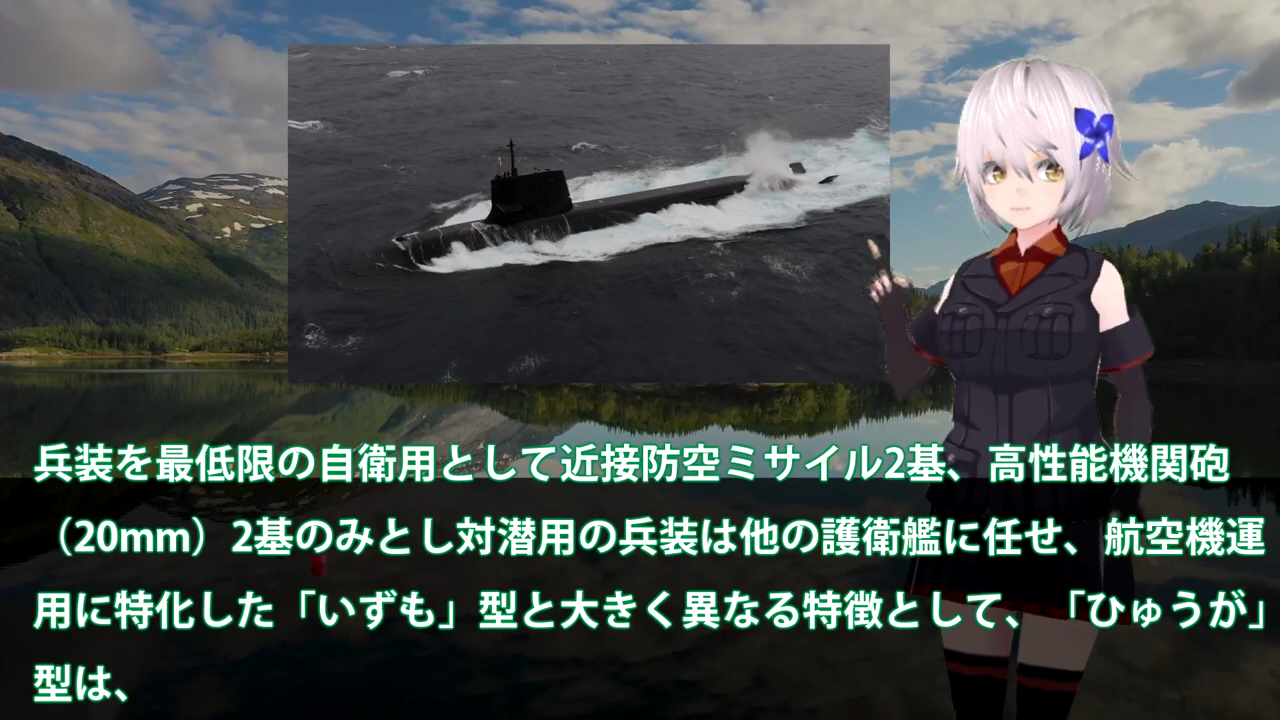 兵装を最低限の自衛用として近接防空ミサイル2基、高性能機関砲
（20mm）2基のみとし対潜用の兵装は他の護衛艦に任せ、航空機運
用に特化した「いずも」型と大きく異なる特徴として、「ひゅうが」
型は、